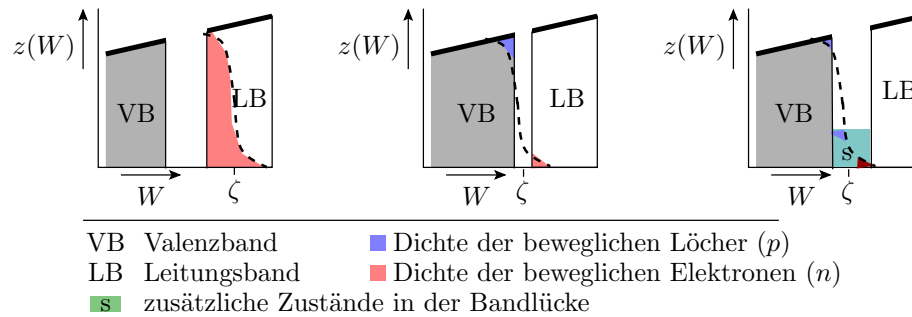 z(W) z(W) z(W)
VB LB VB LB VB s LB
W ζ W ζ W ζ
VB Valenzband Dichte der beweglichen Löcher (p)
LB Leitungsband Dichte der beweglichen Elektronen (n)
s zusätzliche Zustände in der Bandlücke